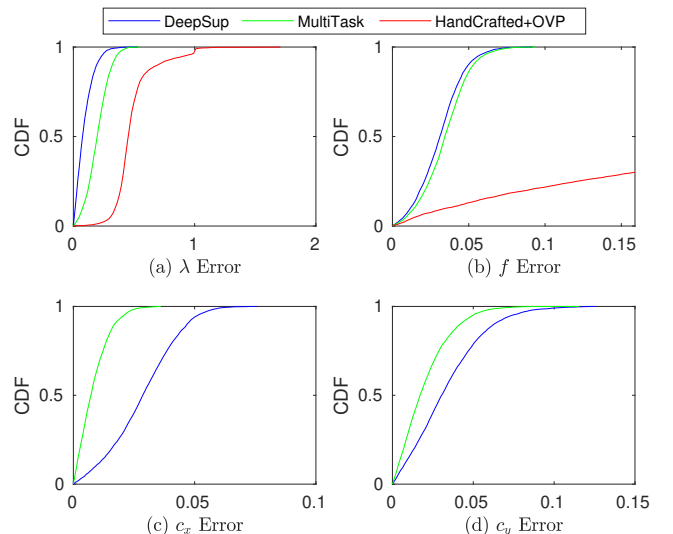 DeepSup MultiTask HandCrafted+OVP
1
0.5
0
CDF
0 1 2
(a) λ Error
1
0.5
0
CDF
0 0.05 0.1 0.15
(b) f Error
1
0.5
0
CDF
0 0.05 0.1
(c) c_x Error
1
0.5
0
CDF
0 0.05 0.1 0.15
(d) c_y Error